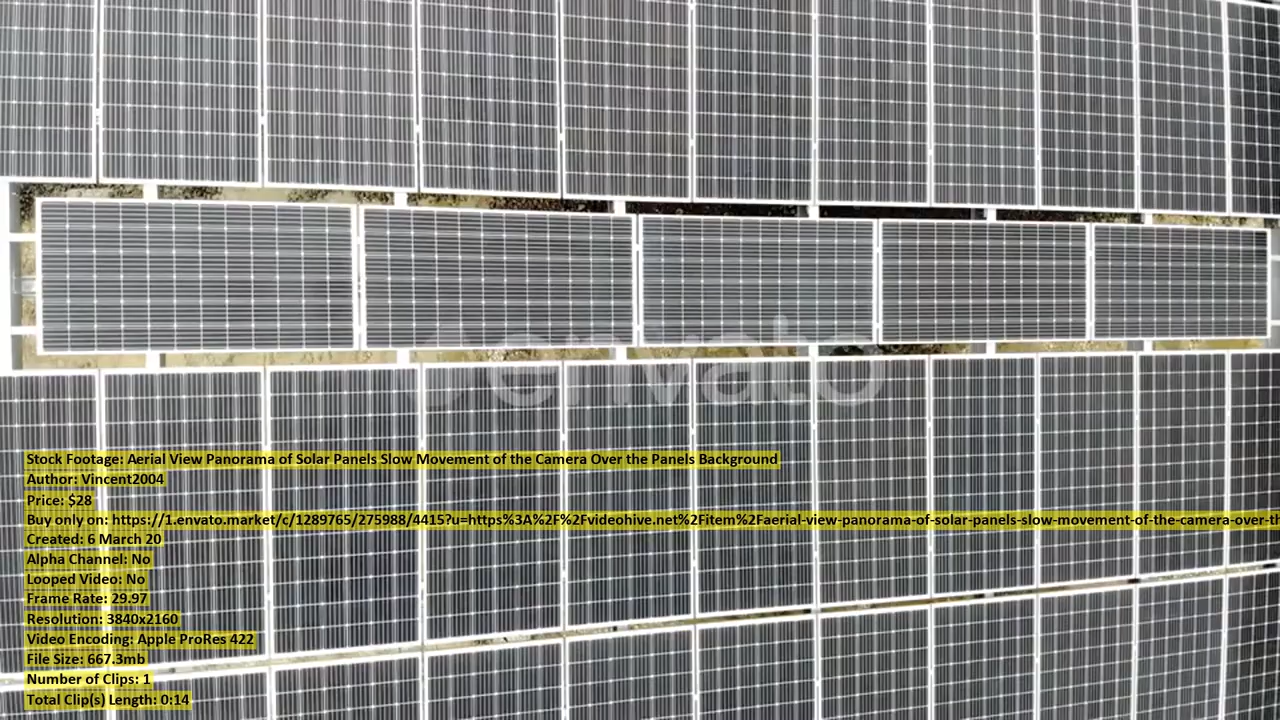 envato
Stock Footage: Aerial View Panorama of Solar Panels Slow Movement of the Camera Over the Panels Background
Author: Vincent2004
Price: $28
Buy only on: https://1.envato.market/c/1289765/275988/4415?u=https%3A%2F%2Fvideohive.net%2Fitem%2Faerial-view-panorama-of-solar-panels-slow-movement-of-the-camera-over-th
Created: 6 March 20
Alpha Channel: No
Looped Video: No
Frame Rate: 29.97
Resolution: 3840x2160
Video Encoding: Apple ProRes 422
File Size: 667.3mb
Number of Clips: 1
Total Clip(s) Length: 0:14